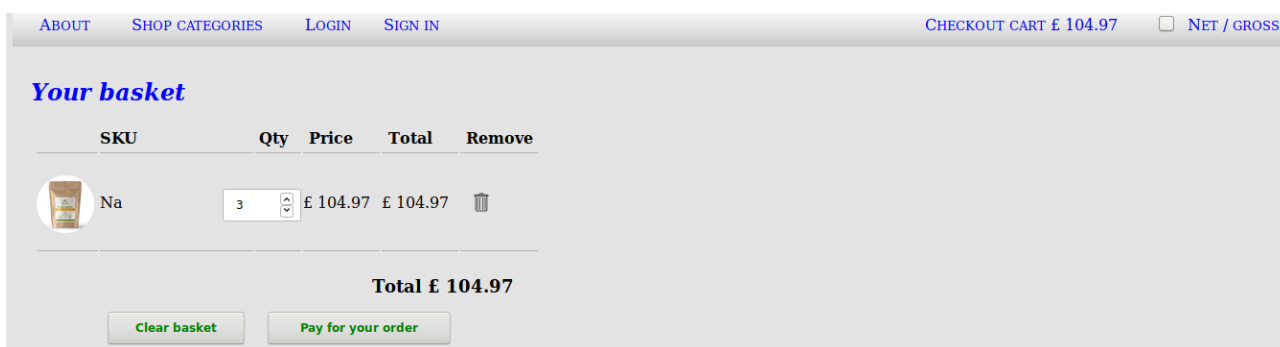 About Shop categories Login Sign in Checkout cart £ 104.97 Net / gross
Your basket
SKU Qty Price Total Remove
Na 3 £ 104.97 £ 104.97
Total £ 104.97
Clear basket Pay for your order